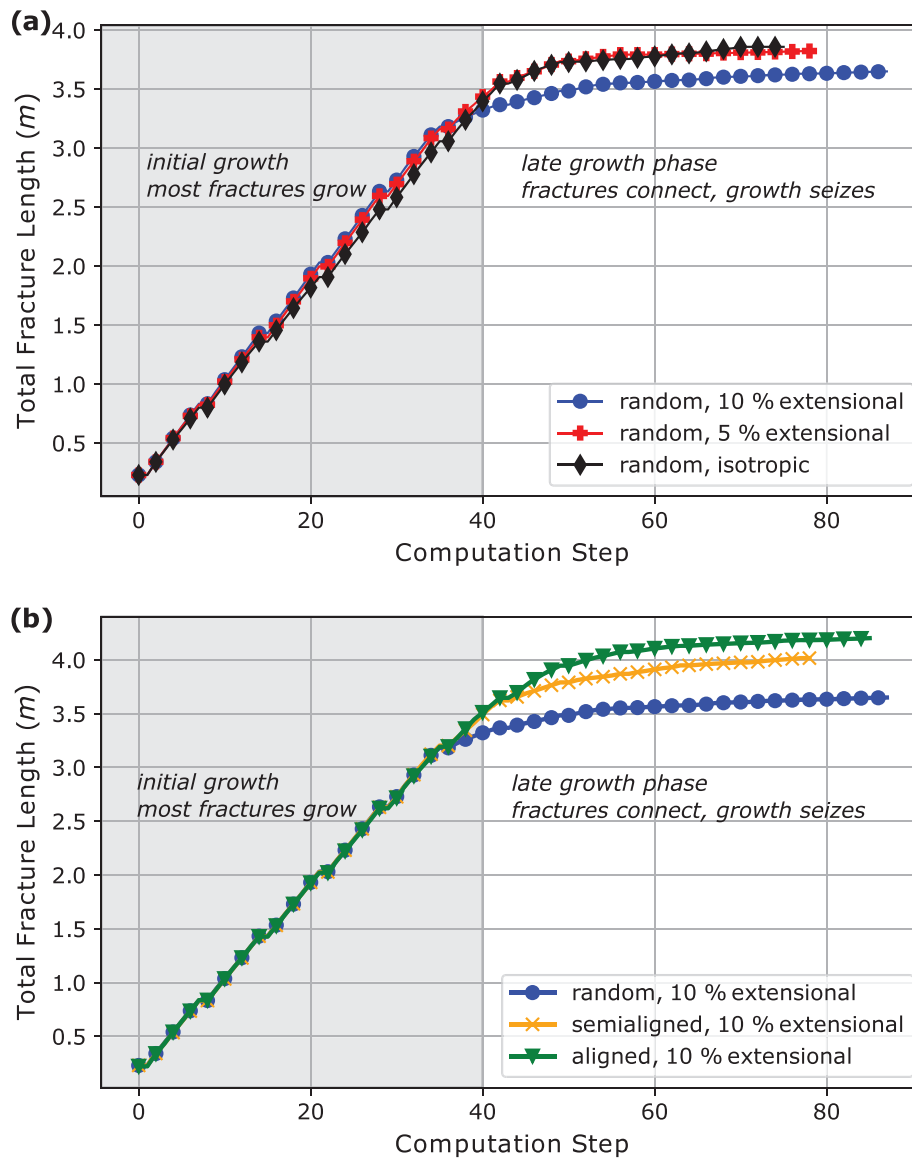 (a)
4.0
3.5
3.0
2.5
2.0
1.5
1.0
0.5
Total Fracture Length (m)
initial growth
most fractures grow
late growth phase
fractures connect, growth seizes
random, 10 % extensional
random, 5 % extensional
random, isotropic
0 20 40 60 80
Computation Step
(b)
4.0
3.5
3.0
2.5
2.0
1.5
1.0
0.5
Total Fracture Length (m)
initial growth
most fractures grow
late growth phase
fractures connect, growth seizes
random, 10 % extensional
semialigned, 10 % extensional
aligned, 10 % extensional
0 20 40 60 80
Computation Step